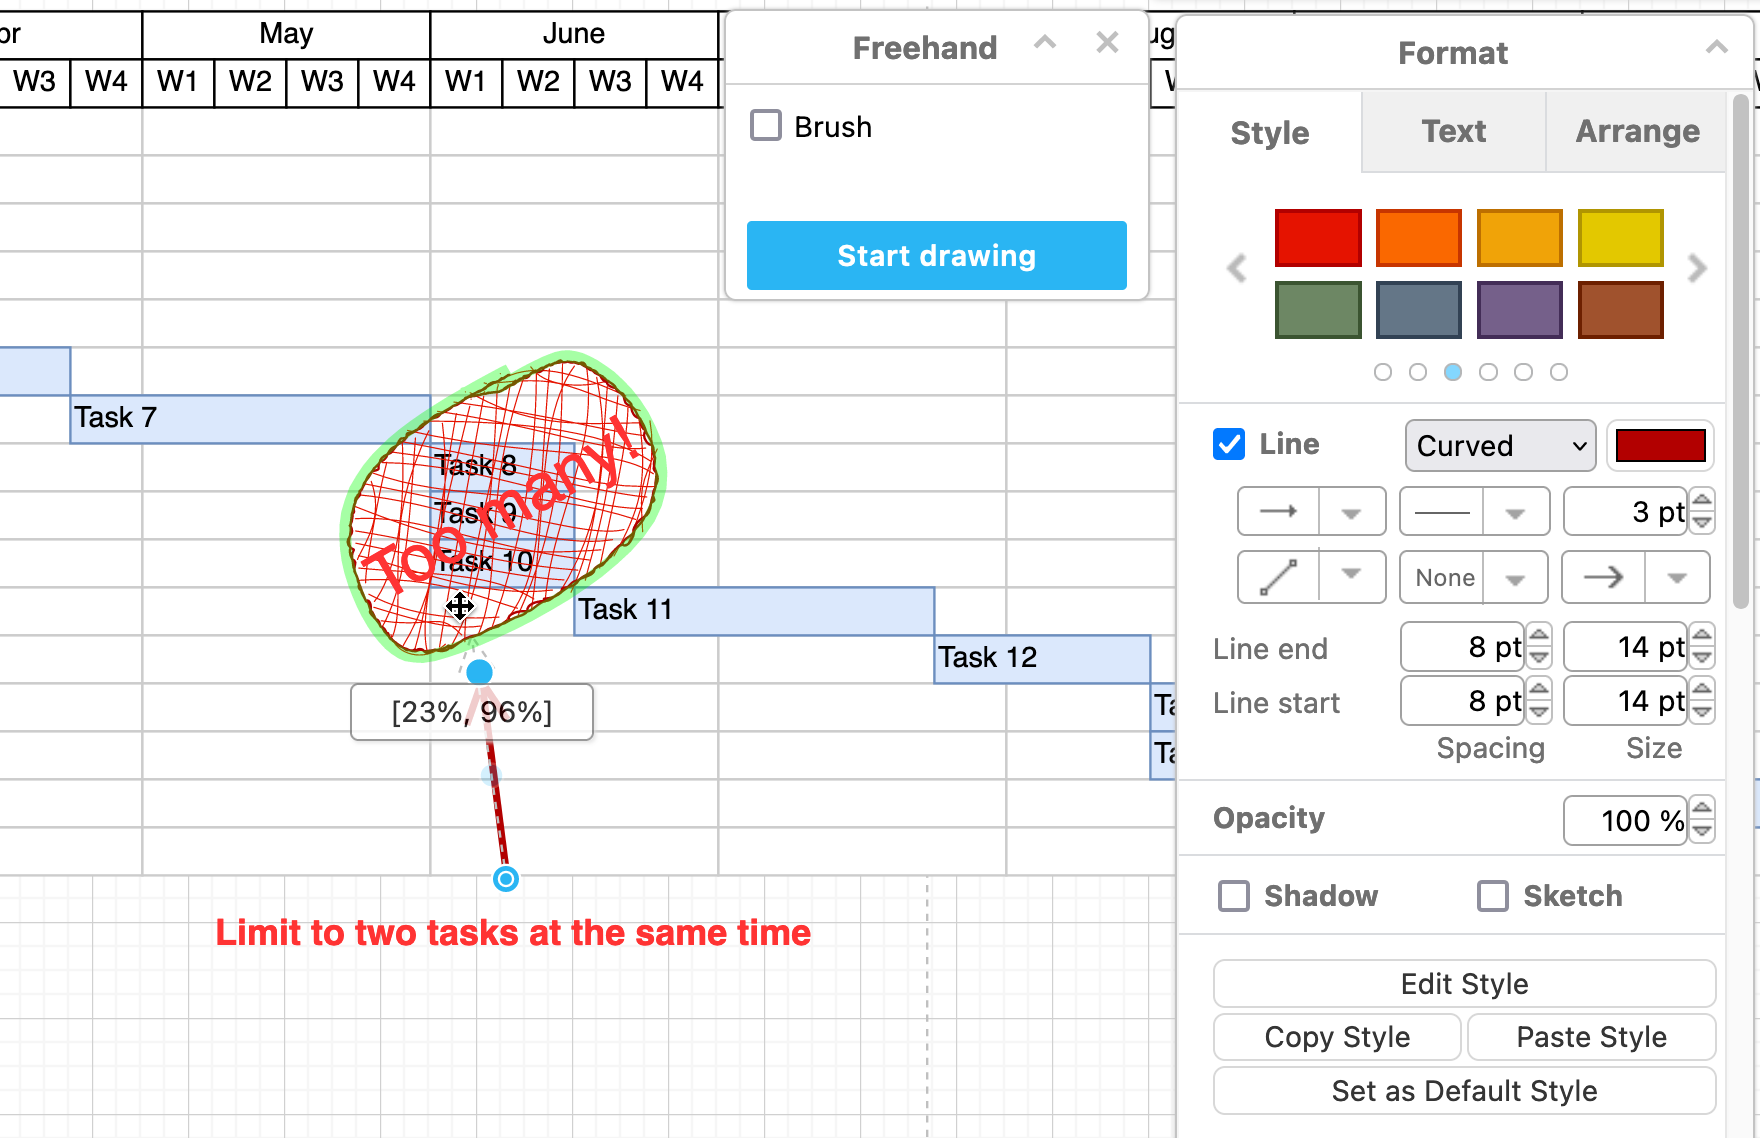 May
June
W3
W4
W1
W2
W3
W4
W1
W2
W3
W4
Task 7
Task 8
Task 9
Task 10
Too many!
Task 11
Task 12
[23%, 96%]
Limit to two tasks at the same time
Freehand
Brush
Start drawing
Format
Style
Text
Arrange
Line
Curved
3 pt
None
Line end
8 pt
14 pt
Line start
8 pt
14 pt
Spacing
Size
Opacity
100 %
Shadow
Sketch
Edit Style
Copy Style
Paste Style
Set as Default Style